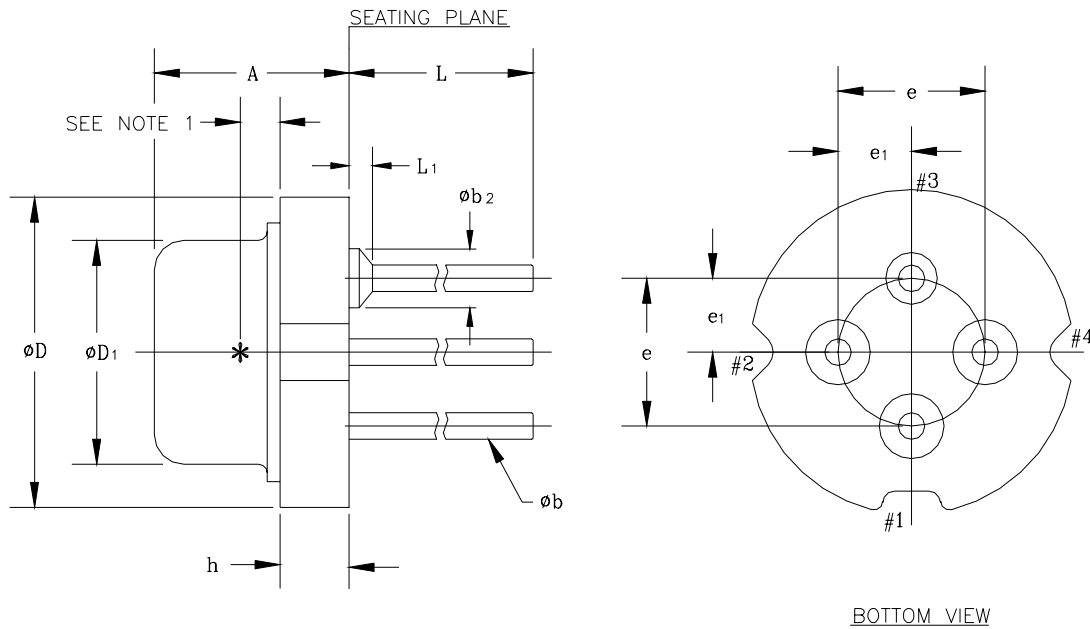 SEATING PLANE
A
L
e
SEE NOTE 1
L1
e1
#3
øb2
øD
øD1
*
e
e1
#2
#4
øb
#1
h
BOTTOM VIEW